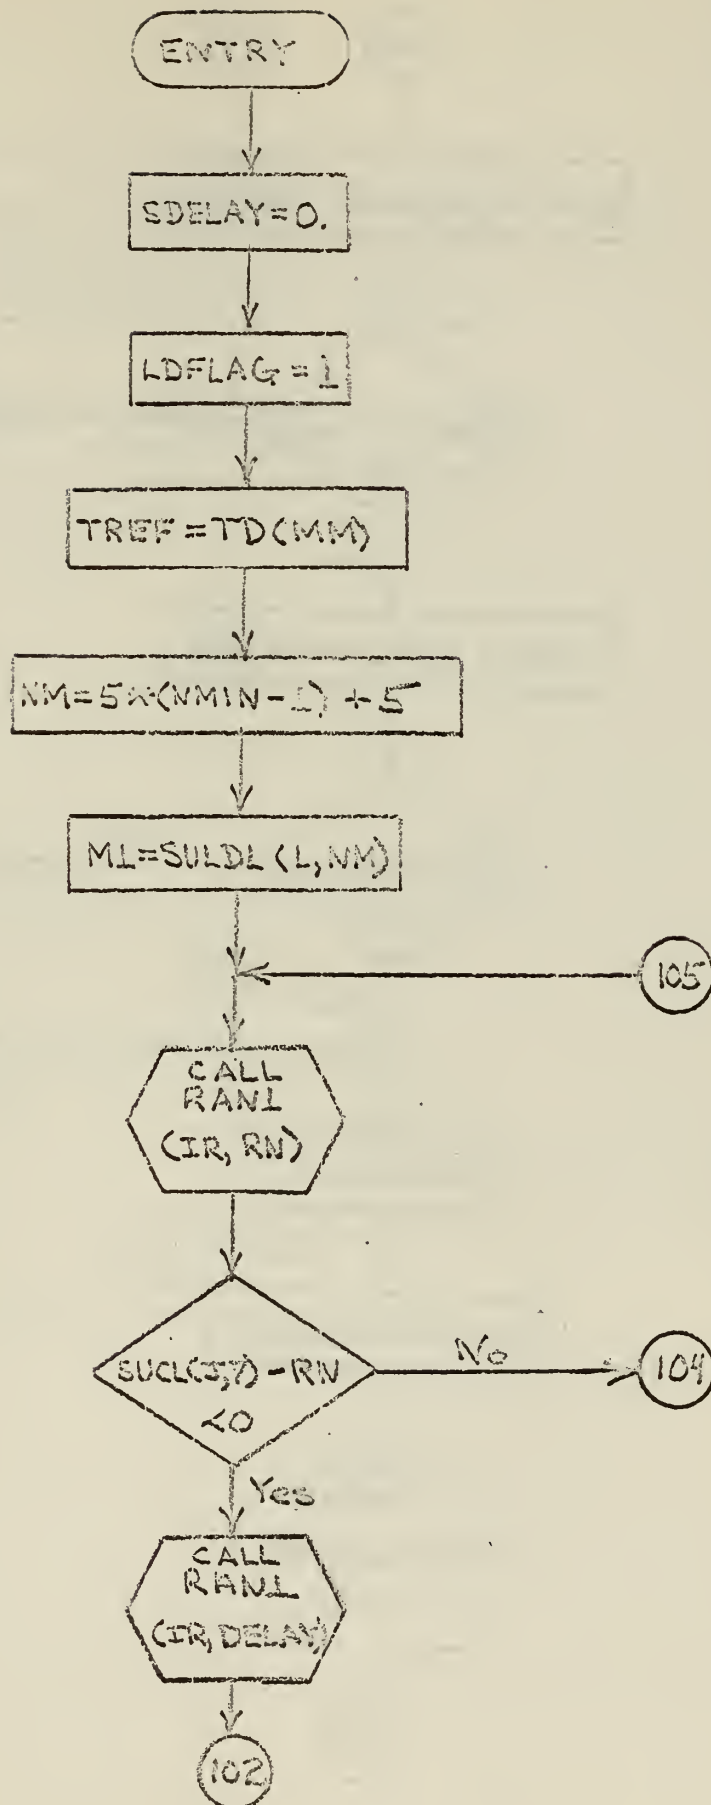 ENTRY
SDELAY=0.
LDFLAG=1
TREF=TD(MM)
NM=5*(NMIN-1)+5
M1=SULDL(L,NM)
105
CALL
RAN1
(IR, RN)
SUCL(J,7)-RN
<0
No
104
Yes
CALL
RAN1
(IR, DELAY)
102